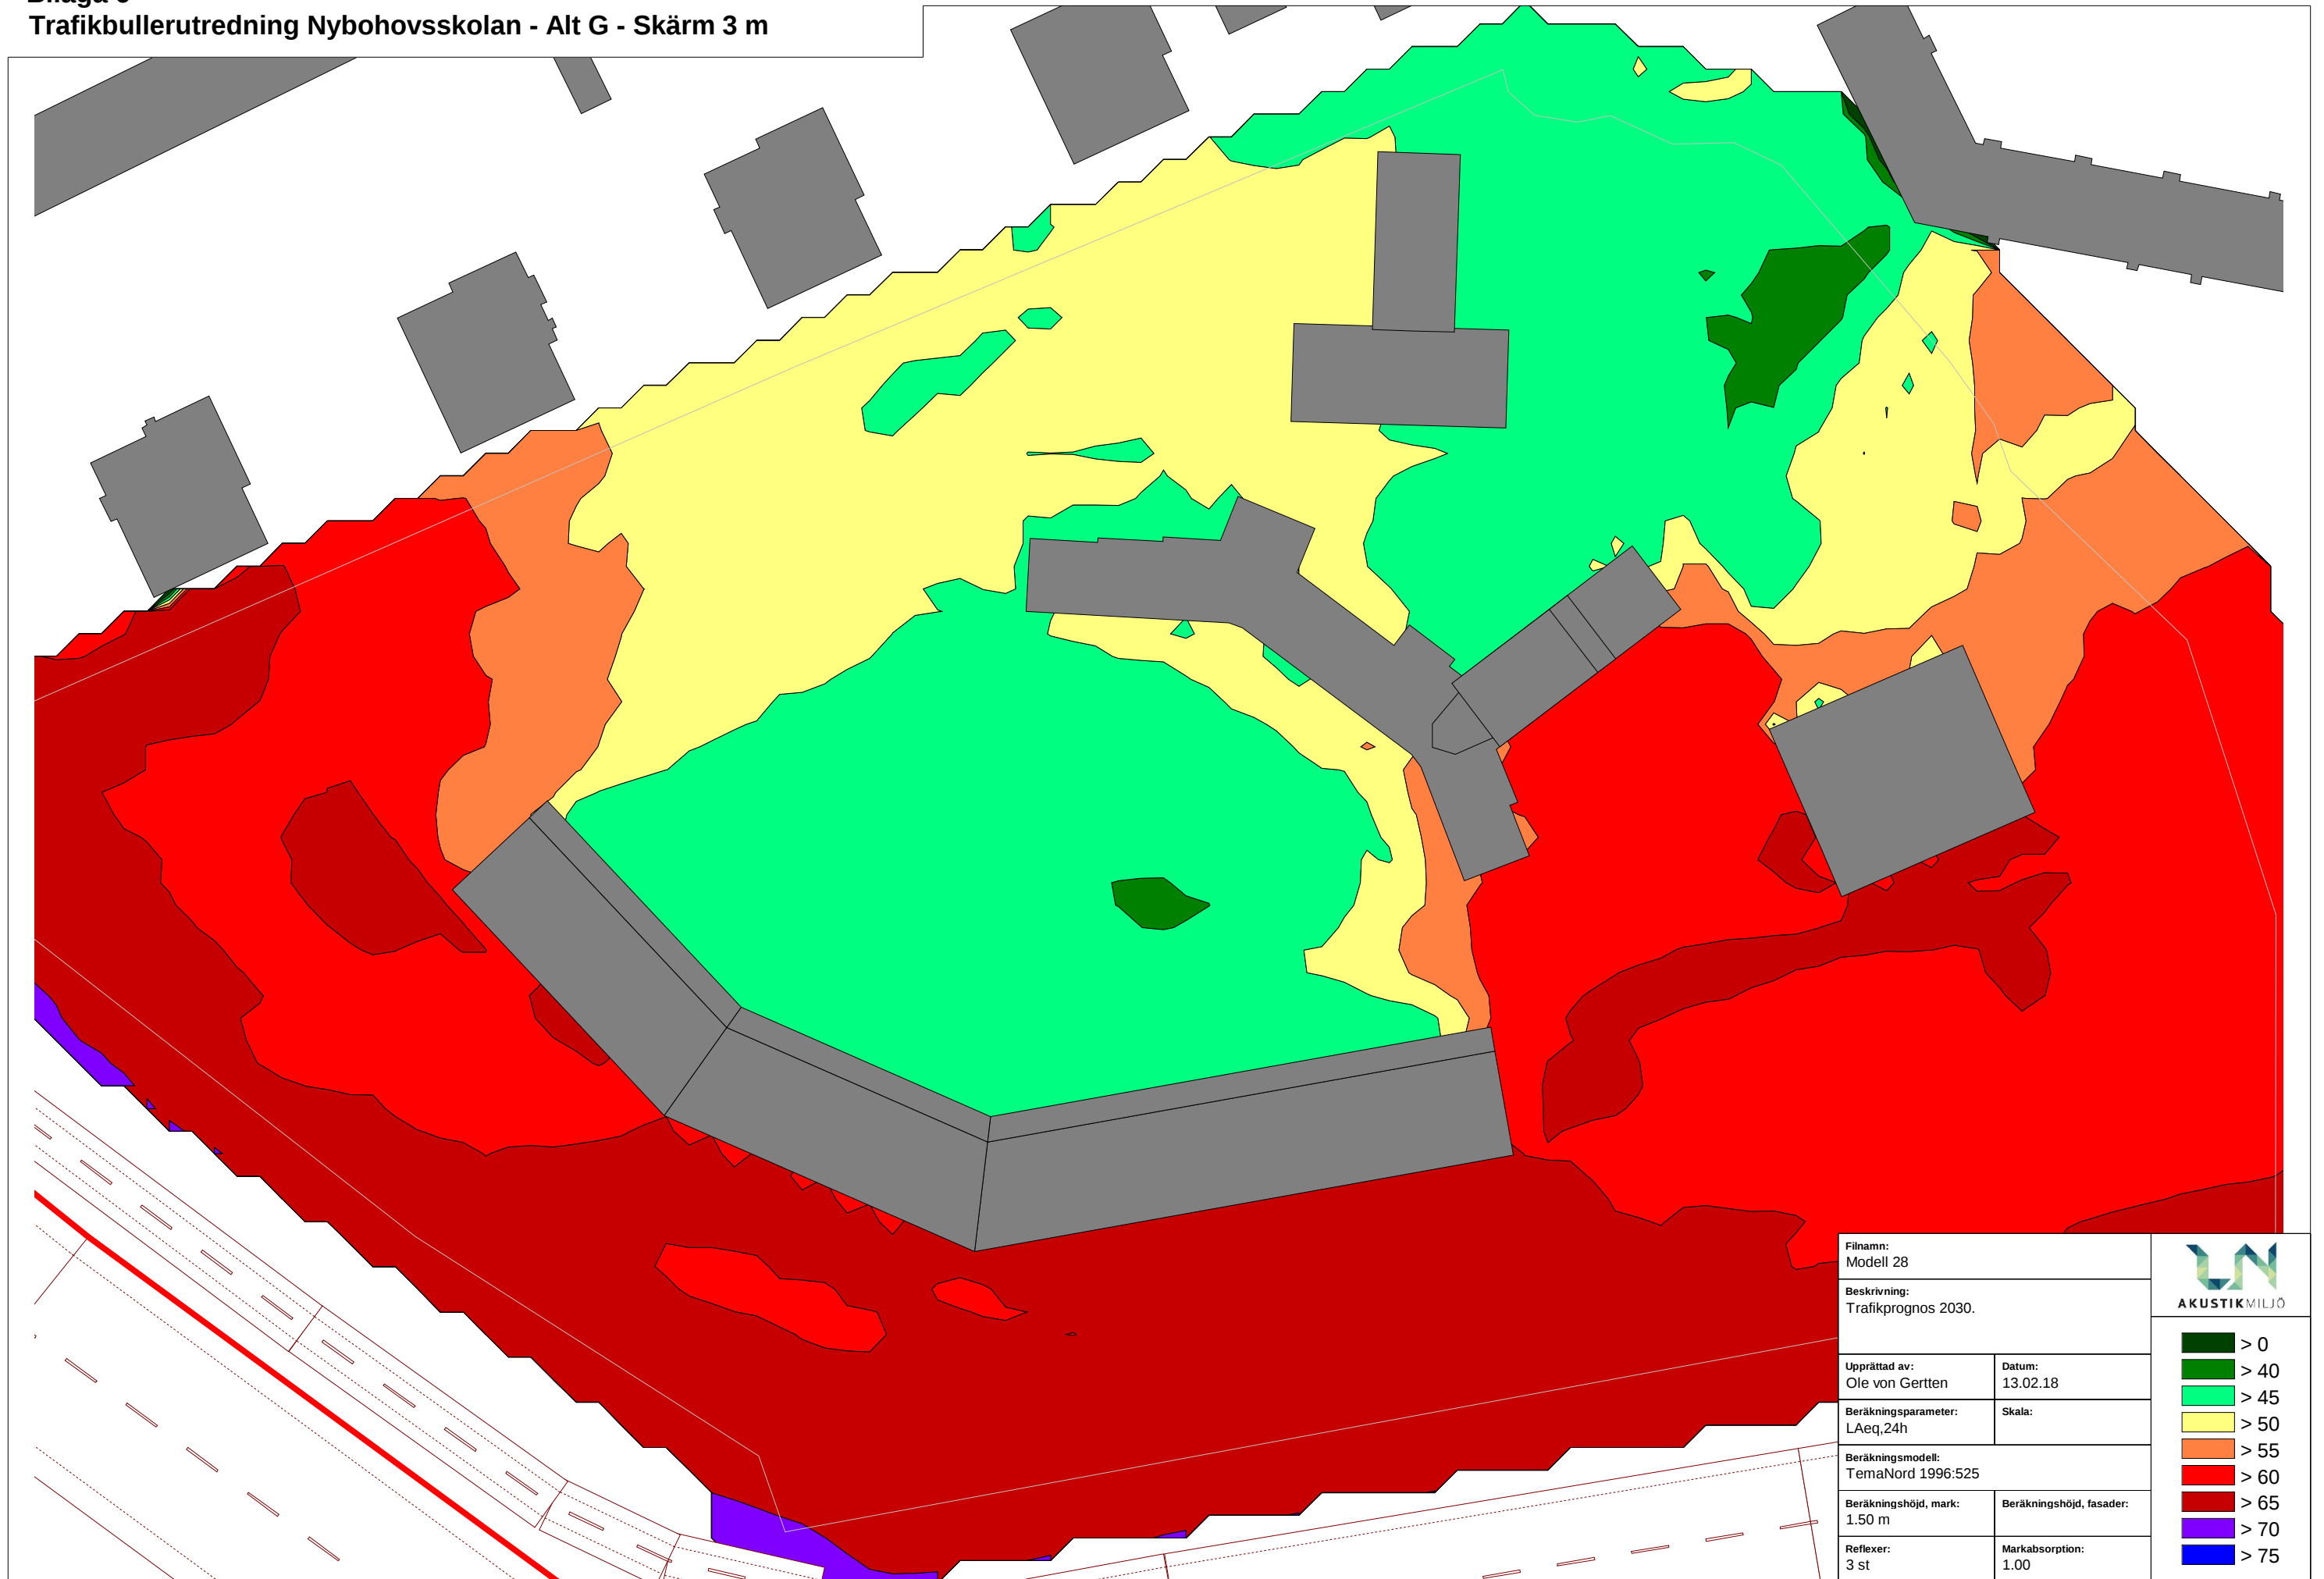 Trafikbullerutredning Nybohovsskolan - Alt G - Skärm 3 m
Filnamn:
Modell 28
Beskrivning:
Trafikprognos 2030.
Upprättad av:
Ole von Gertten
Datum:
13.02.18
Beräkningsparameter:
LAeq,24h
Skala:
Beräkningsmodell:
TemaNord 1996:525
Beräkningshöjd, mark:
1.50 m
Beräkningshöjd, fasader:
Reflexer:
3 st
Markabsorption:
1.00
AKUSTIKMILJÖ
> 0
> 40
> 45
> 50
> 55
> 60
> 65
> 70
> 75